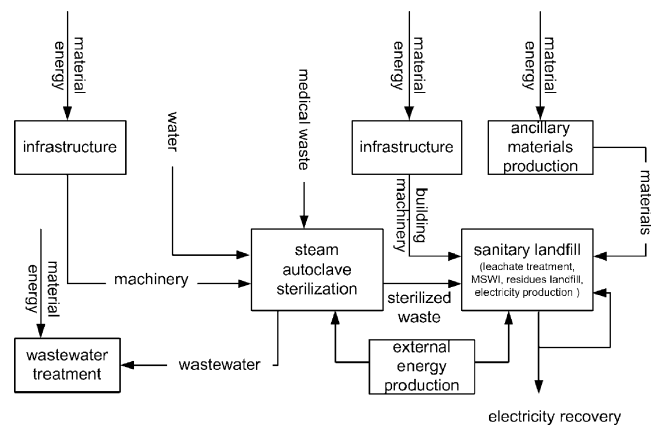 material
energy
material
energy
material
energy
water
medical waste
infrastructure
infrastructure
ancillary
materials
production
materials
building
machinery
material
energy
machinery
steam
autoclave
sterilization
sanitary landfill
(leachate treatment,
MSWI, residues landfill,
electricity production )
sterilized
waste
wastewater
treatment
wastewater
external
energy
production
electricity recovery